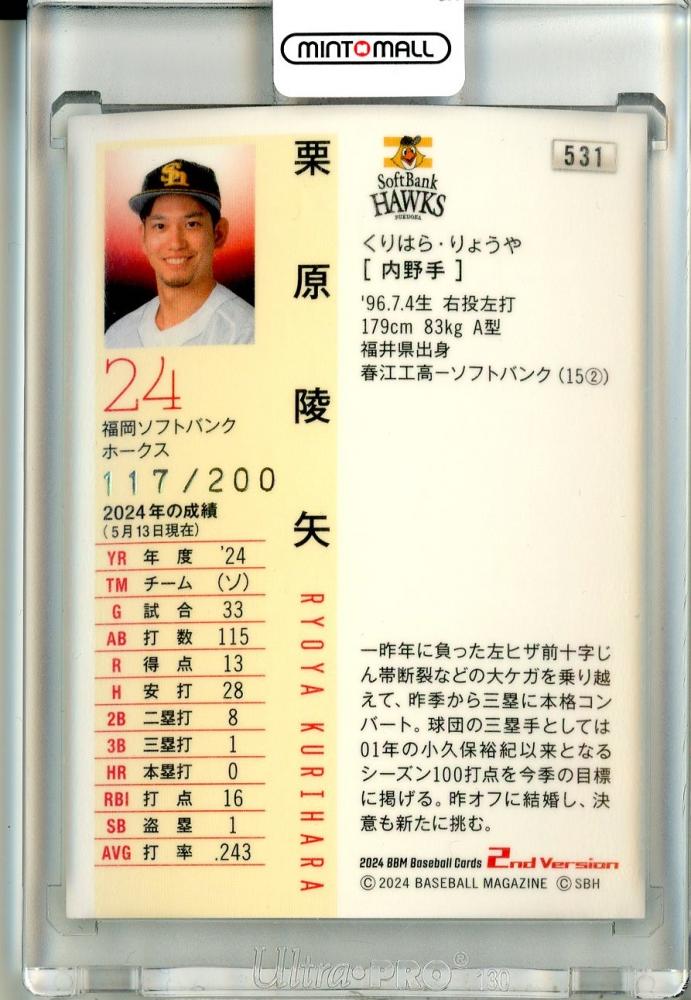 MINTOMALL
栗原陵矢
RYOYA KURIHARA
24
福岡ソフトバンク
ホークス
117/200
2024年の成績
(5月13日現在)
YR 年度 '24
TM チーム (ソ)
G 試合 33
AB 打数 115
R 得点 13
H 安打 28
2B 二塁打 8
3B 三塁打 1
HR 本塁打 0
RBI 打点 16
SB 盗塁 1
AVG 打率 .243
SoftBank
HAWKS
FUKUOKA
531
くりはら・りょうや
[内野手]
'96.7.4生 右投左打
179cm 83kg A型
福井県出身
春江工高ーソフトバンク(15②)
一昨年に負った左ヒザ前十字じ
ん帯断裂などの大ケガを乗り越
えて、昨季から三塁に本格コン
バート。球団の三塁手としては
01年の小久保裕紀以来となる
シーズン100打点を今季の目標
に掲げる。昨オフに結婚し、決
意も新たに挑む。
2024 BBM Baseball Cards 2nd Version
©2024 BASEBALL MAGAZINE ©SBH
Ultra•PRO® 130